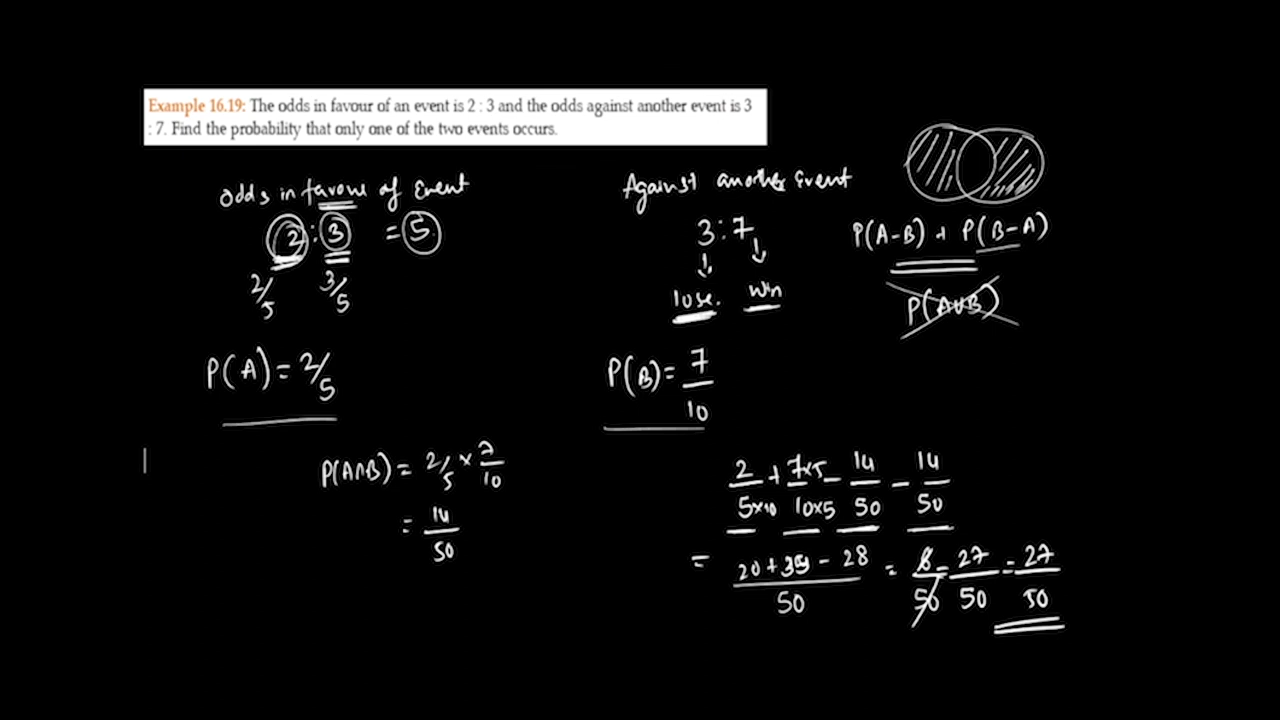 Example 16.19: The odds in favour of an event is 2 : 3 and the odds against another event is 3
: 7. Find the probability that only one of the two events occurs.
odds in favour of Event
2 : 3 = 5
2/5 3/5
P(A) = 2/5
Against another Event
3 : 7
lose. win
P(B) = 7/10
P(A-B) + P(B-A)
P(A∪B)
P(A∩B) = 2/5 × 7/10
= 14/50
2/5×10 + 7×5/10×5 - 14/50 - 14/50
= 20 + 35 - 28/50 = 8/50 = 27/50 = 27/50